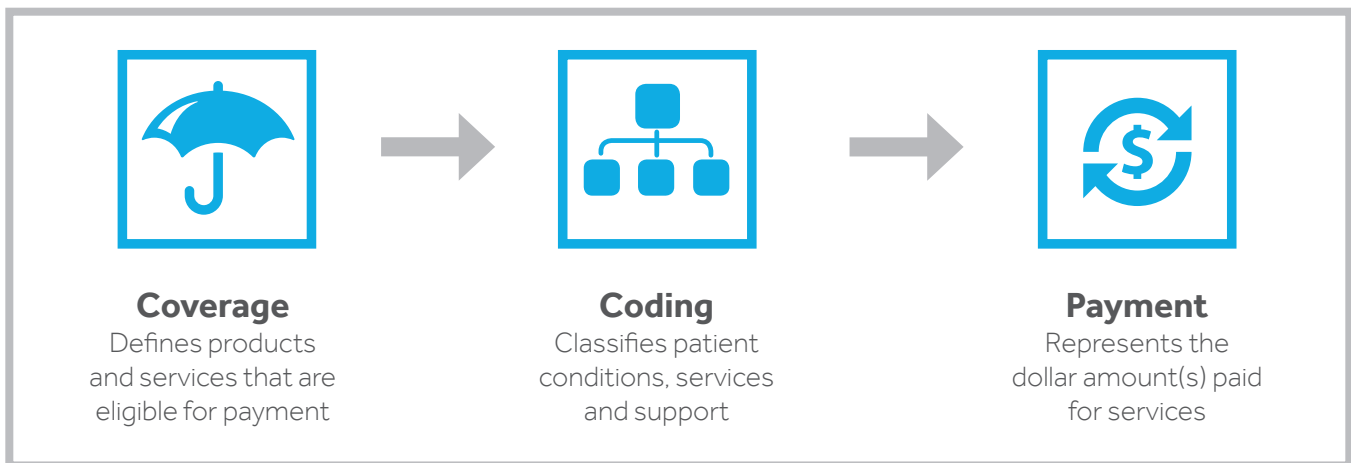 $
Coverage
Defines products
and services that are
eligible for payment
Coding
Classifies patient
conditions, services
and support
Payment
Represents the
dollar amount(s) paid
for services